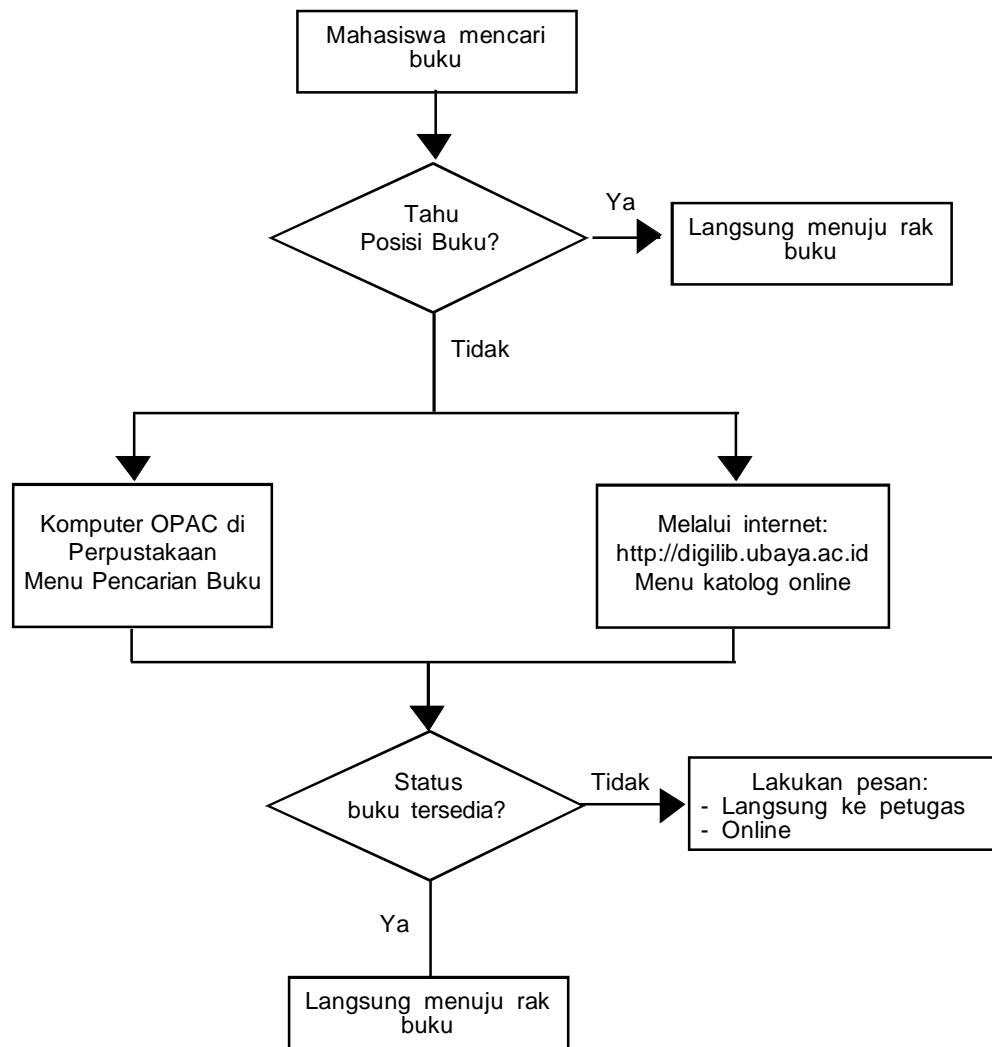 Mahasiswa mencari
buku
Tahu
Posisi Buku?
Ya
Langsung menuju rak
buku
Tidak
Komputer OPAC di
Perpustakaan
Menu Pencarian Buku
Melalui internet:
http://digilib.ubaya.ac.id
Menu katolog online
Status
buku tersedia?
Tidak
Lakukan pesan:
- Langsung ke petugas
- Online
Ya
Langsung menuju rak
buku